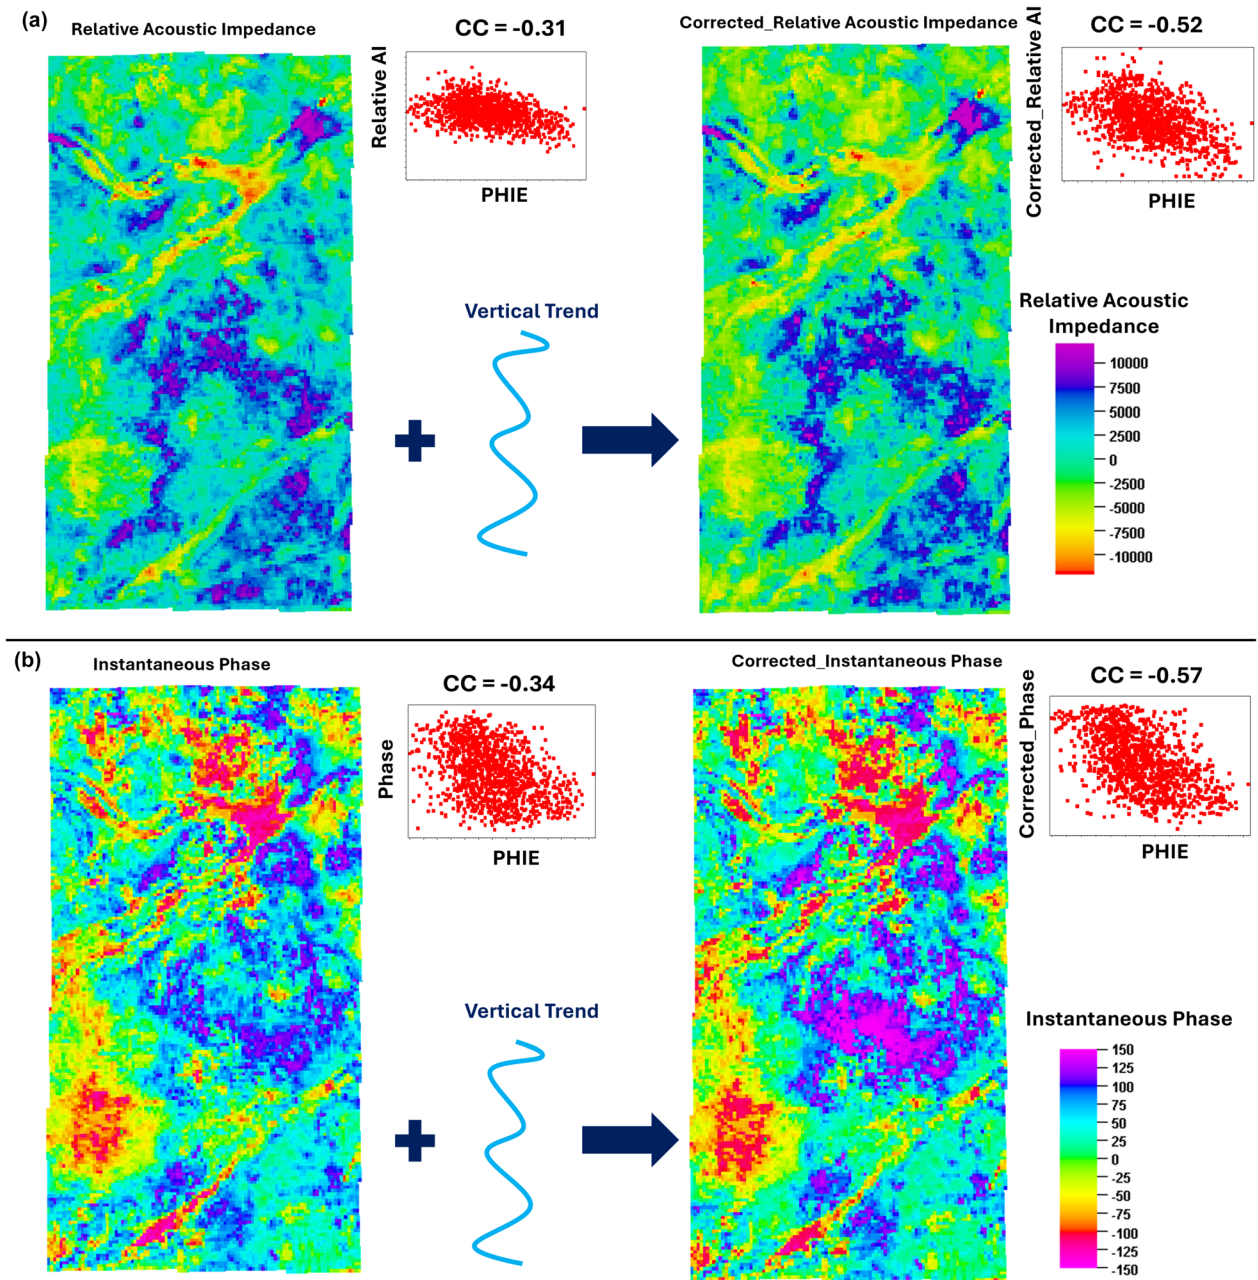 (a)
Relative Acoustic Impedance
CC = -0.31
Relative AI
PHIE
Vertical Trend
Corrected_Relative Acoustic Impedance
CC = -0.52
Corrected_Relative AI
PHIE
Relative Acoustic
Impedance
10000
7500
5000
2500
0
-2500
-5000
-7500
-10000
(b)
Instantaneous Phase
CC = -0.34
Phase
PHIE
Vertical Trend
Corrected_Instantaneous Phase
CC = -0.57
Corrected_Phase
PHIE
Instantaneous Phase
150
125
100
75
50
25
0
-25
-50
-75
-100
-125
-150